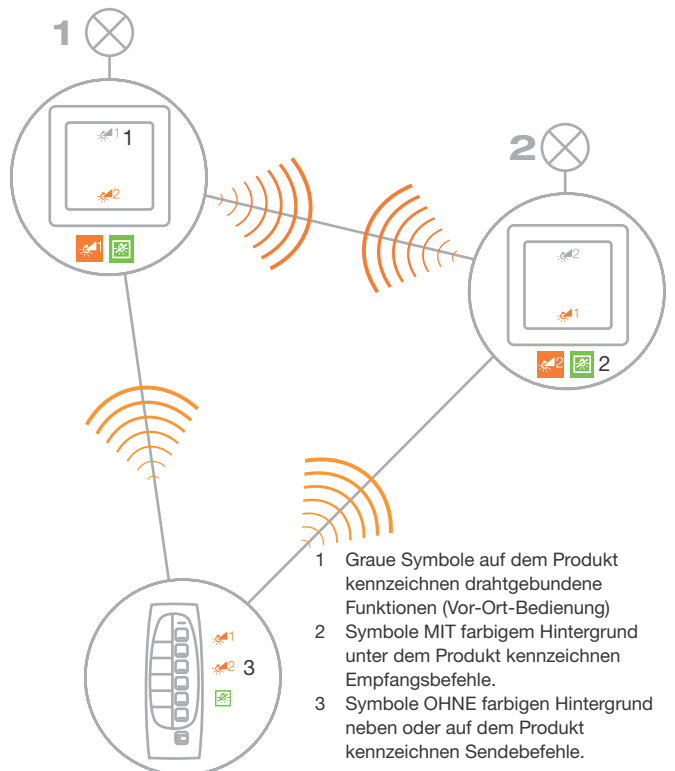 1
1 1
2
1
2
2
1
2 2
1
2 3
1 Graue Symbole auf dem Produkt
kennzeichnen drahtgebundene
Funktionen (Vor-Ort-Bedienung)
2 Symbole MIT farbigem Hintergrund
unter dem Produkt kennzeichnen
Empfangsbefehle.
3 Symbole OHNE farbigen Hintergrund
neben oder auf dem Produkt
kennzeichnen Sendebefehle.